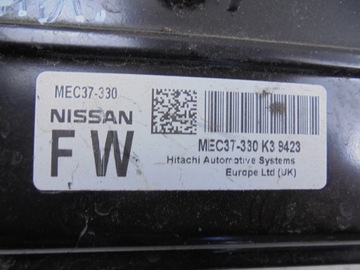 MEC37-330
NISSAN
FW
MEC37-330 K3 9423
Hitachi Automotive Systems
Europe Ltd (UK)